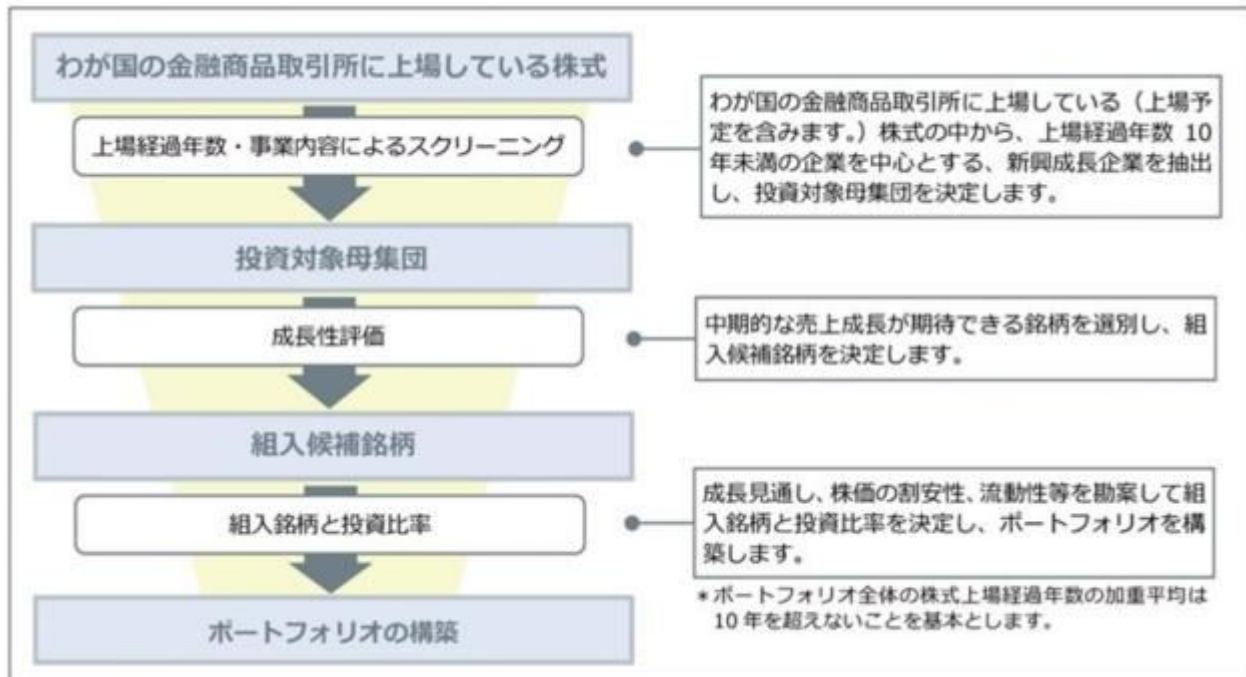 わが国の金融商品取引所に上場している株式
上場経過年数・事業内容によるスクリーニング
わが国の金融商品取引所に上場している（上場予
定を含みます。）株式の中から、上場経過年数 10
年未満の企業を中心とする、新興成長企業を抽出
し、投資対象母集団を決定します。
投資対象母集団
成長性評価
中期的な売上成長が期待できる銘柄を選別し、組
入候補銘柄を決定します。
組入候補銘柄
組入銘柄と投資比率
成長見通し、株価の割安性、流動性等を勘案して組
入銘柄と投資比率を決定し、ポートフォリオを構
築します。
＊ポートフォリオ全体の株式上場経過年数の加重平均は
10 年を超えないことを基本とします。
ポートフォリオの構築